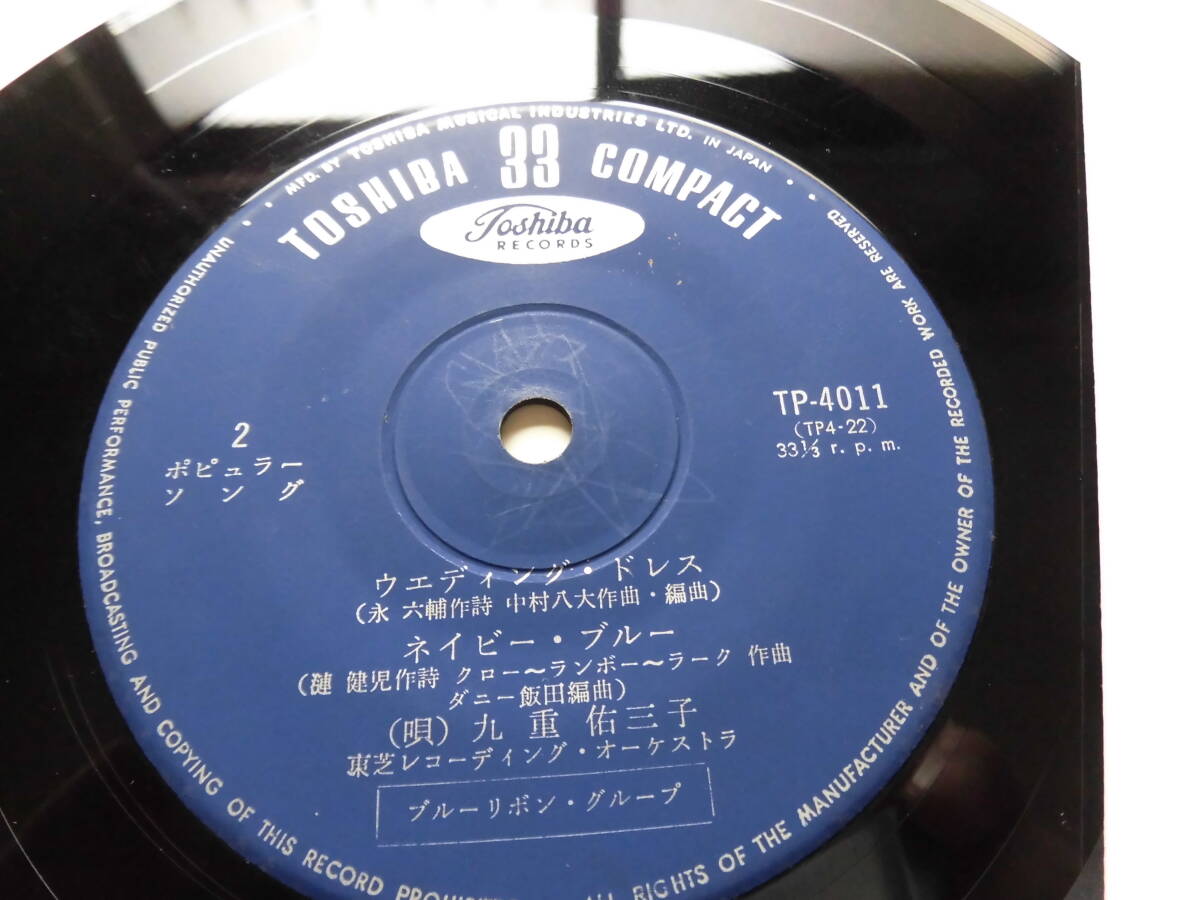 MFD. BY TOSHIBA MUSICAL INDUSTRIES LTD. IN JAPAN
TOSHIBA 33 COMPACT
Toshiba
RECORDS
TP-4011
(TP4-22)
33⅓ r. p. m.
2
ポピュラー
ソング
ウエディング・ドレス
(永 六輔作詩 中村八大作曲・編曲)
ネイビー・ブルー
(漣 健児作詩 クロー〜ランボー〜ラーク 作曲
ダニー飯田編曲)
(唄) 九重 佑三子
東芝レコーディング・オーケストラ
ブルーリボン・グループ
UNAUTHORIZED PUBLIC PERFORMANCE, BROADCASTING AND COPYING OF THIS RECORD ALL RIGHTS OF THE MANUFACTURER AND OF THE OWNER OF THE RECORDED WORK ARE RESERVED